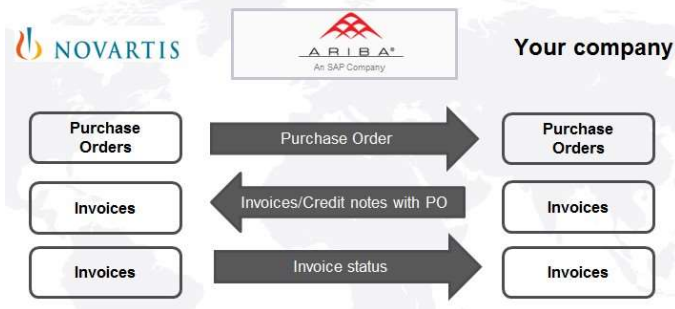 NOVARTIS
ARIBA®
An SAP Company
Your company
Purchase
Orders
Purchase Order
Purchase
Orders
Invoices
Invoices/Credit notes with PO
Invoices
Invoices
Invoice status
Invoices